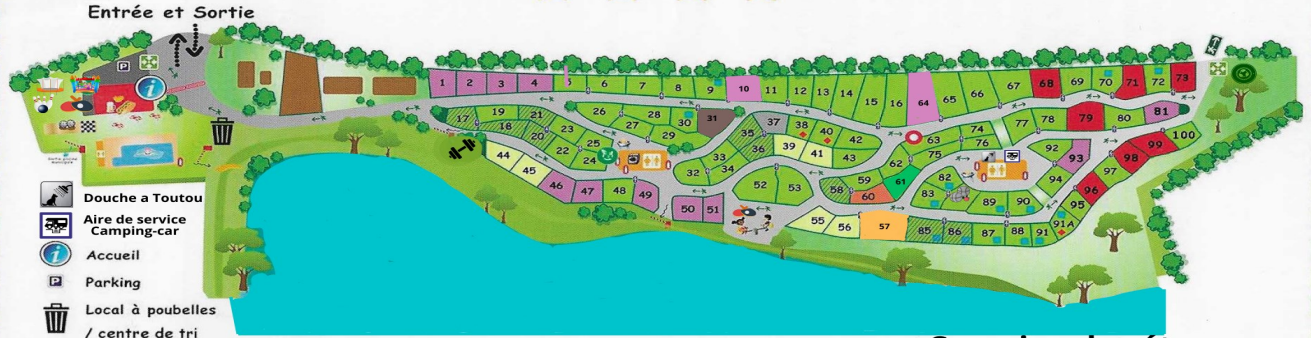 Entrée et Sortie
P
i
1 2 3 4 6 7 8 9 10 11 12 13 14 15 16 64 65 66 67 68 69 70 71 72 73
17 19 21 26 28 30 31 37 38 40 42 63 74 77 78 79 80 81
18 20 23 27 29 35 36 39 41 43 62 75 76 92 93 99 100
22 24 25 33 34 32 61 82 94 98
44 45 46 47 48 49 50 51 52 53 58 59 60 83 89 90 95 96
55 56 57 85 86 87 88 91 91A
Douche a Toutou
Aire de service
Camping-car
i Accueil
P Parking
Local à poubelles
/ centre de tri